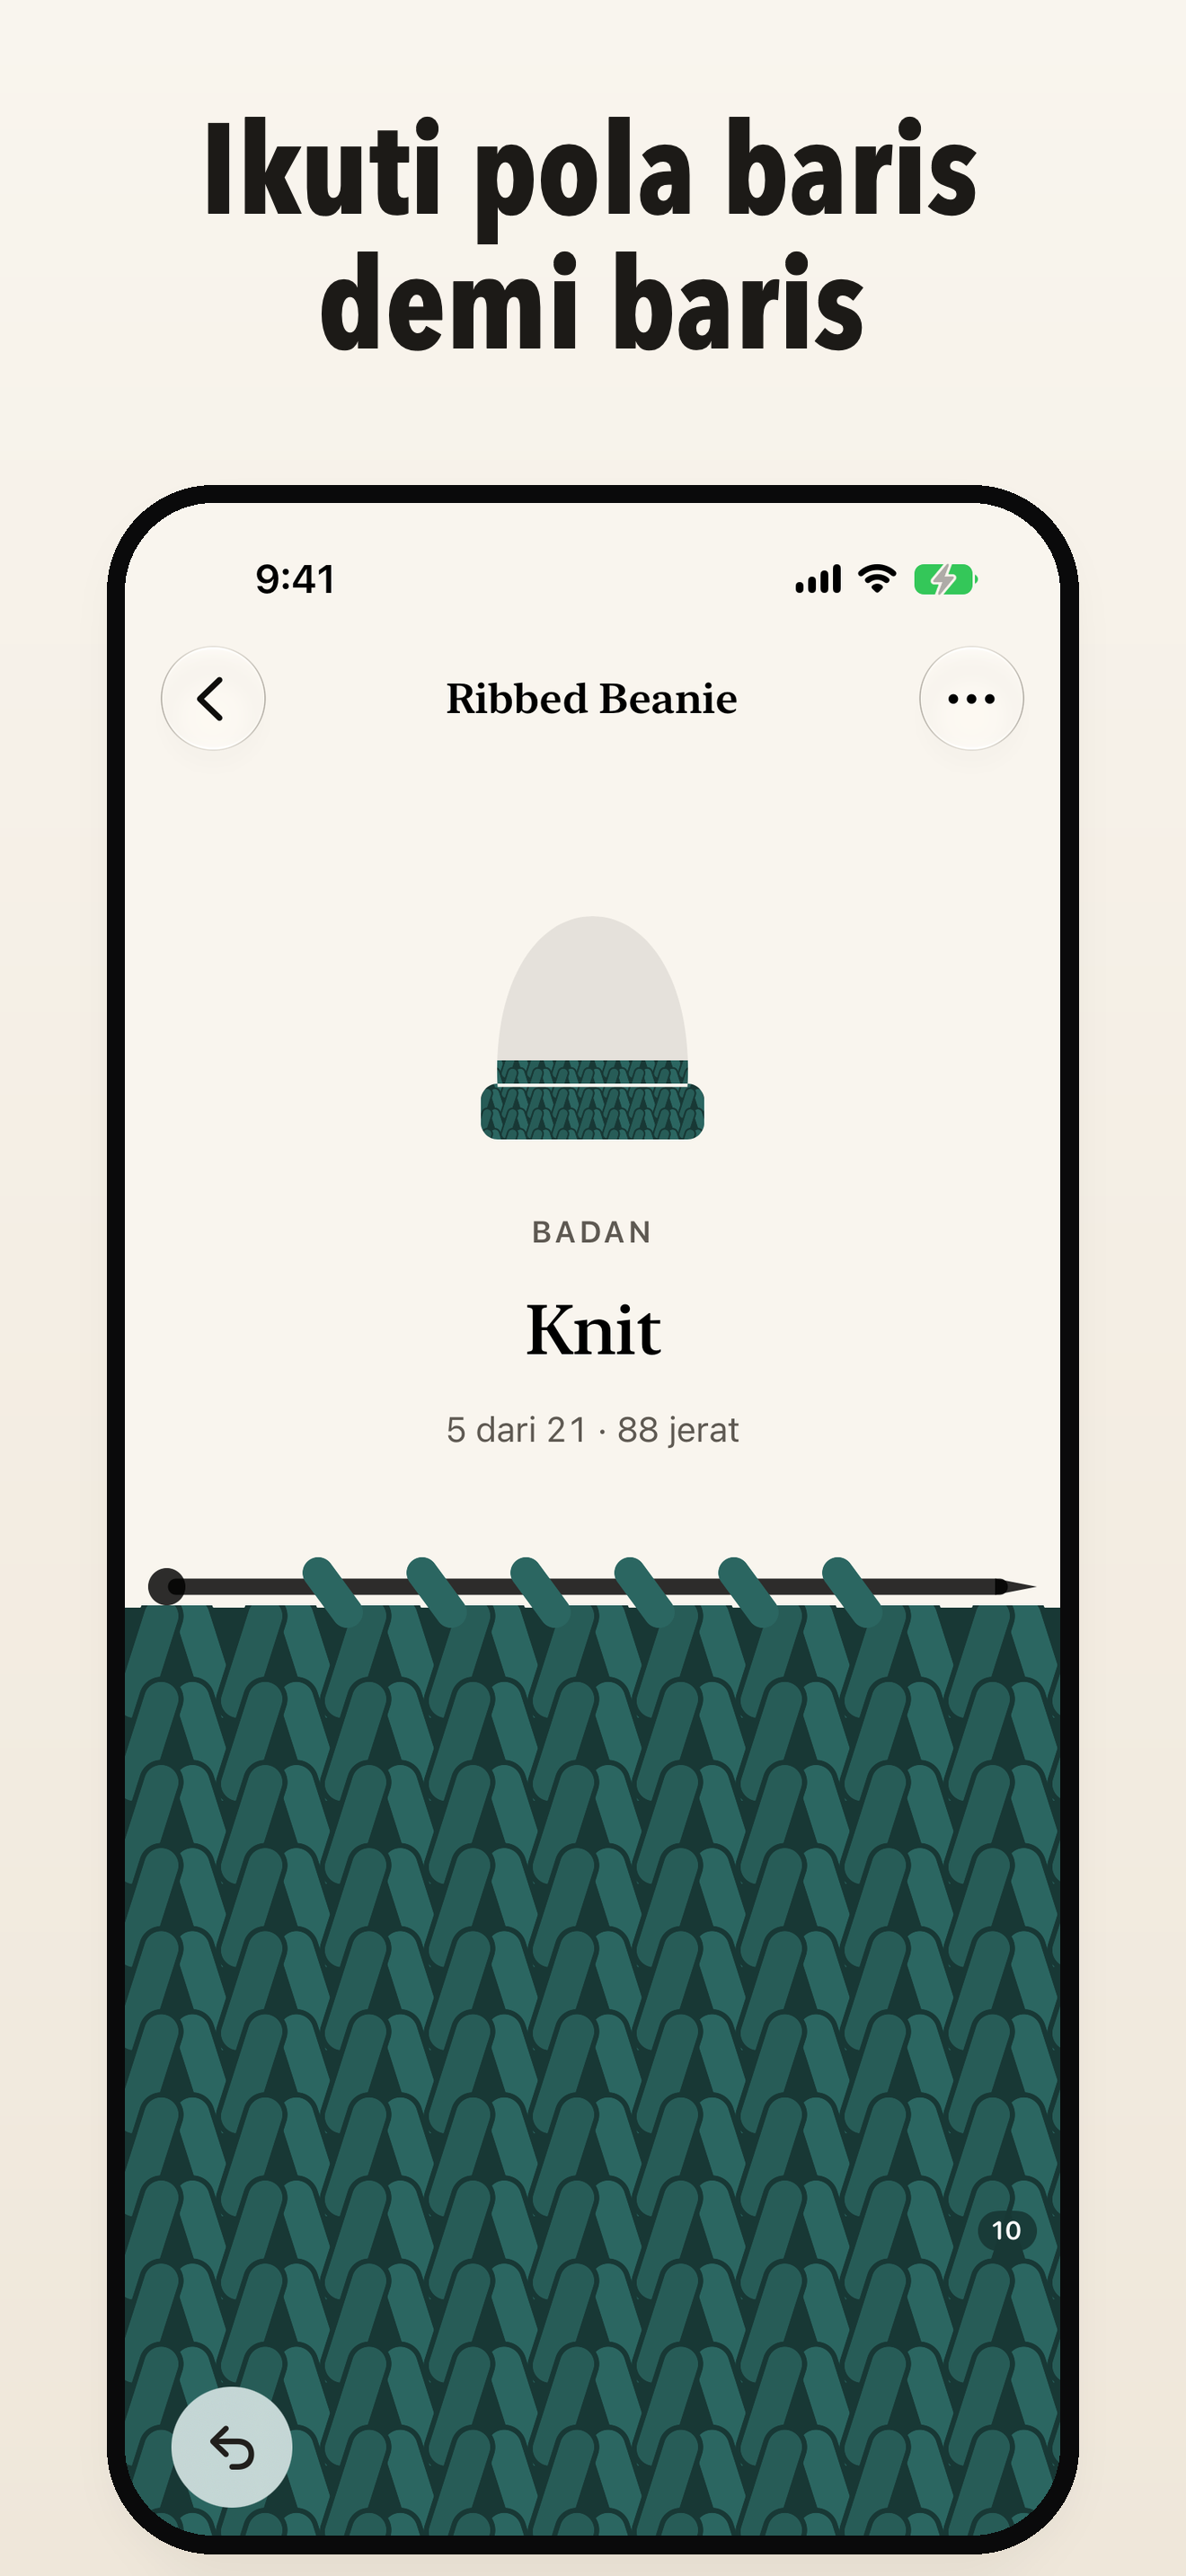 Ikuti pola baris
demi baris
9:41
Ribbed Beanie
BADAN
Knit
5 dari 21 · 88 jerat
10